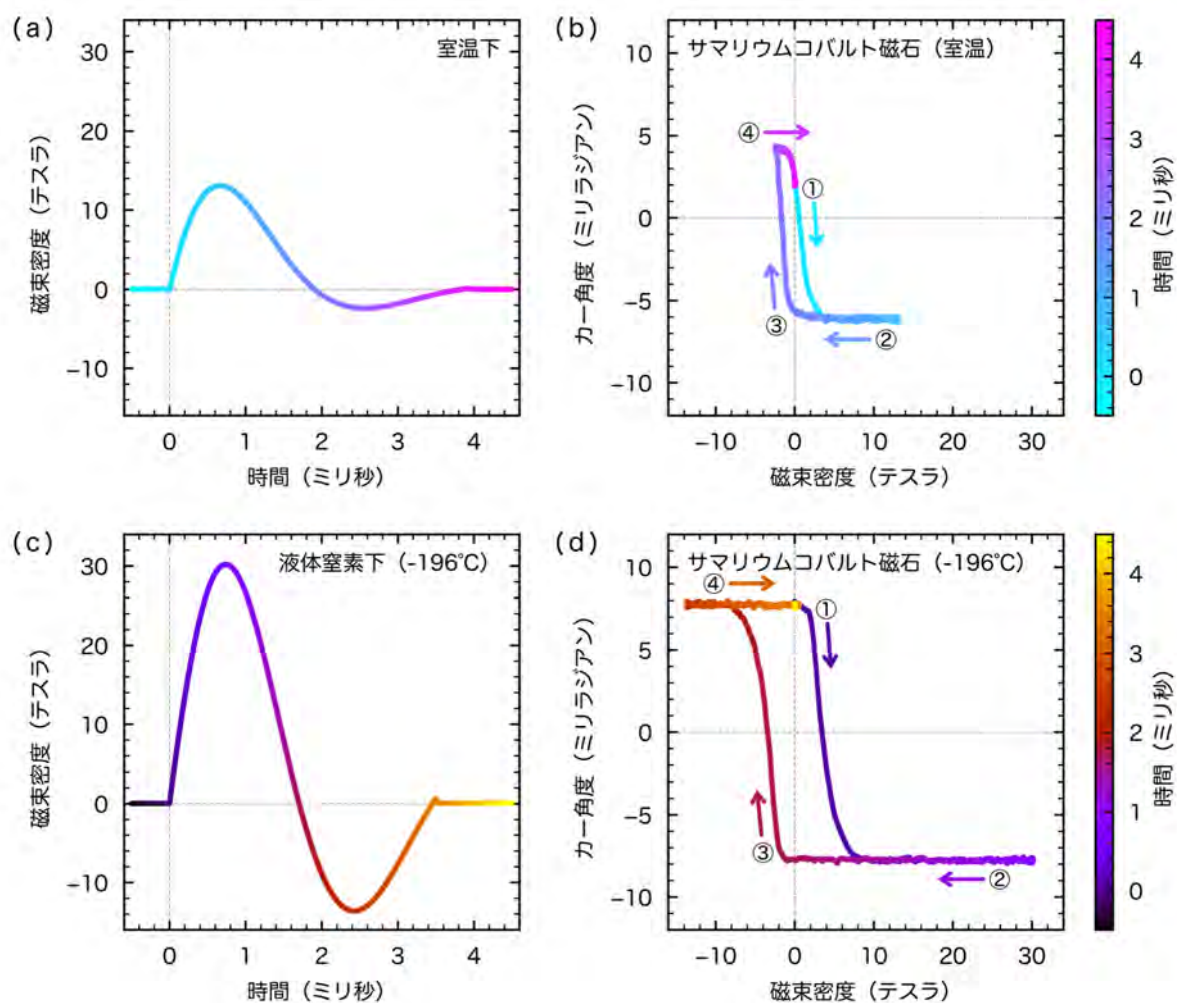 (a)
室温下
30
20
10
0
−10
磁束密度（テスラ）
0 1 2 3 4
時間（ミリ秒）
(b)
サマリウムコバルト磁石（室温）
10
5
0
−5
−10
カー角度（ミリラジアン）
④
①
③
②
−10 0 10 20 30
磁束密度（テスラ）
4
3
2
1
0
時間（ミリ秒）
(c)
液体窒素下（-196℃）
30
20
10
0
−10
磁束密度（テスラ）
0 1 2 3 4
時間（ミリ秒）
(d)
サマリウムコバルト磁石（-196℃）
10
5
0
−5
−10
カー角度（ミリラジアン）
④
①
③
②
−10 0 10 20 30
磁束密度（テスラ）
4
3
2
1
0
時間（ミリ秒）